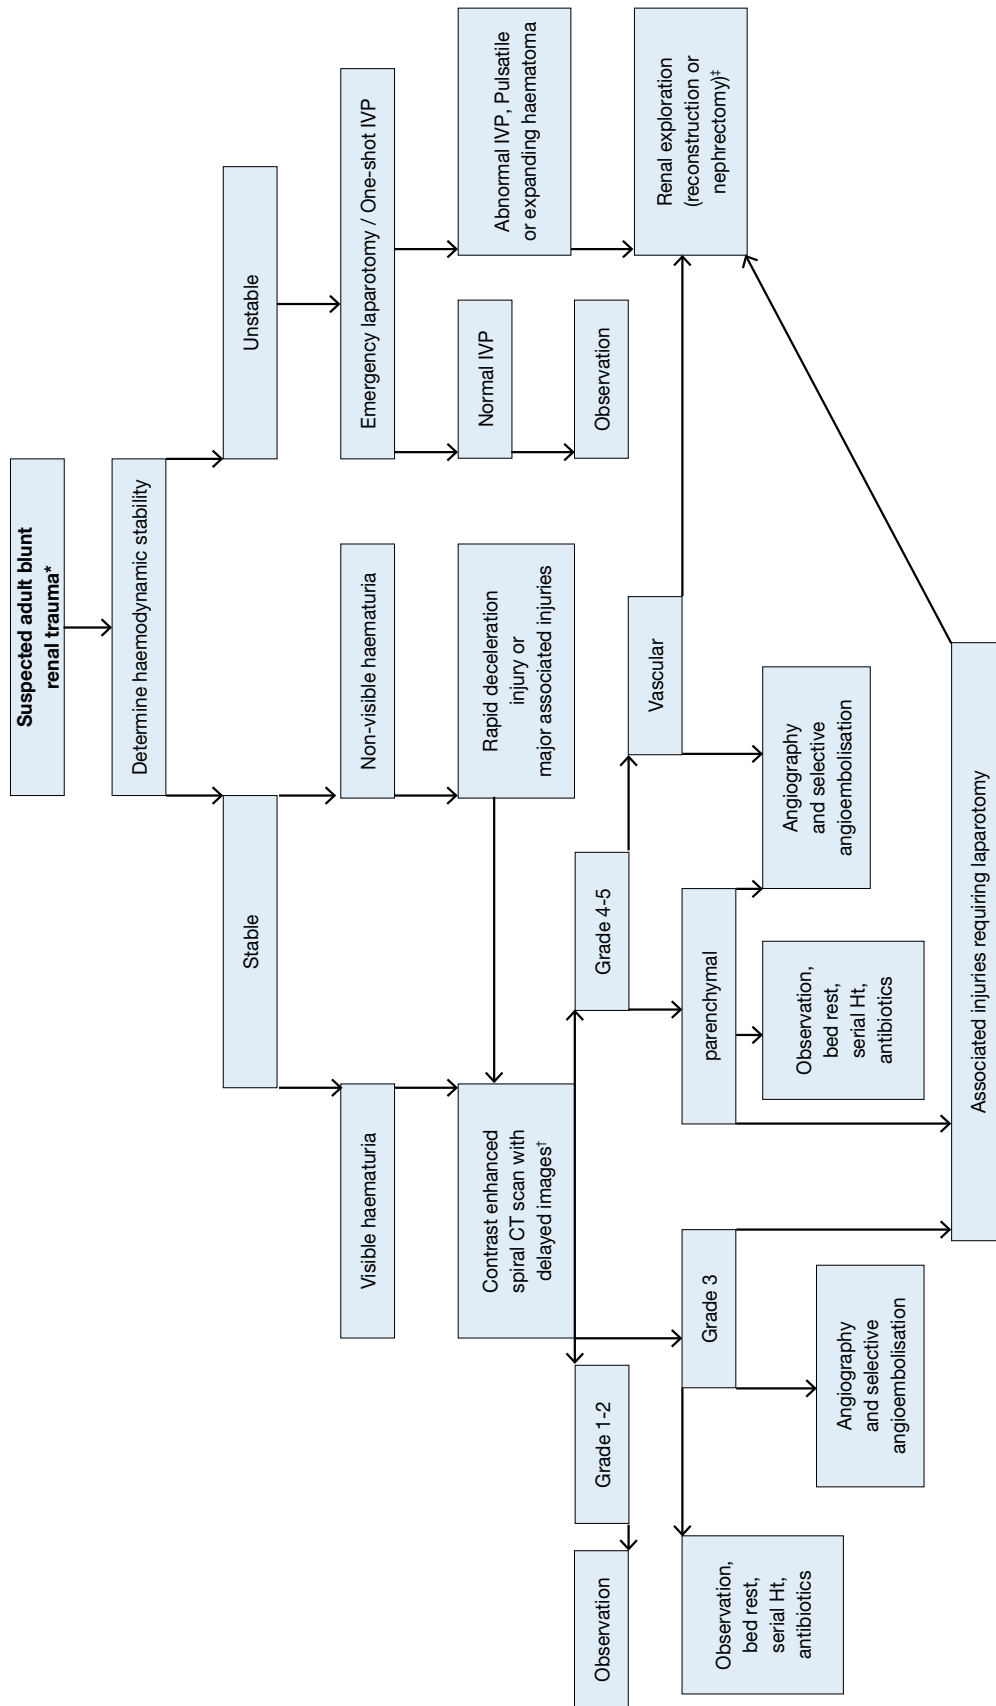 Suspected adult blunt
renal trauma*
Determine haemodynamic stability
Stable
Unstable
Visible haematuria
Non-visible haematuria
Emergency laparotomy / One-shot IVP
Contrast enhanced
spiral CT scan with
delayed images†
Rapid deceleration
injury or
major associated injuries
Normal IVP
Abnormal IVP, Pulsatile
or expanding haematoma
Observation
Grade 1-2
Grade 4-5
Observation
Vascular
Renal exploration
(reconstruction or
nephrectomy)‡
Observation,
bed rest,
serial Ht,
antibiotics
Grade 3
parenchymal
Angiography
and selective
angioembolisation
Observation,
bed rest,
serial Ht,
antibiotics
Angiography
and selective
angioembolisation
Associated injuries requiring laparotomy